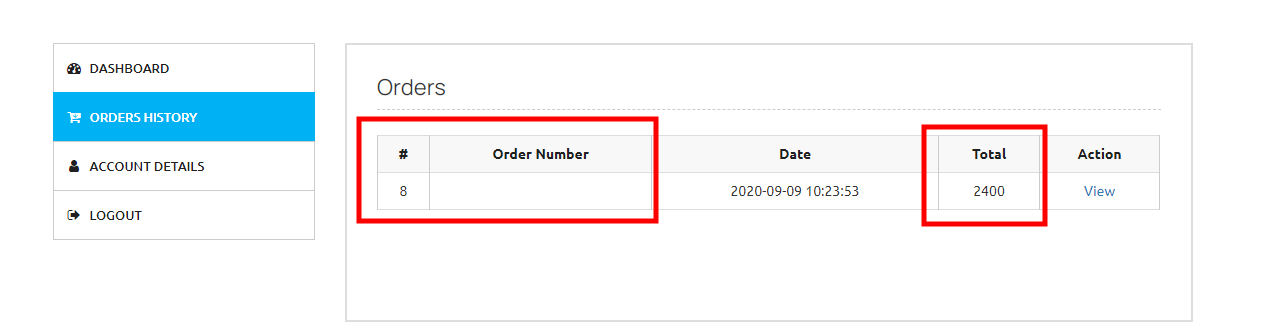 DASHBOARD
ORDERS HISTORY
ACCOUNT DETAILS
LOGOUT
Orders
# Order Number Date Total Action
8 2020-09-09 10:23:53 2400 View